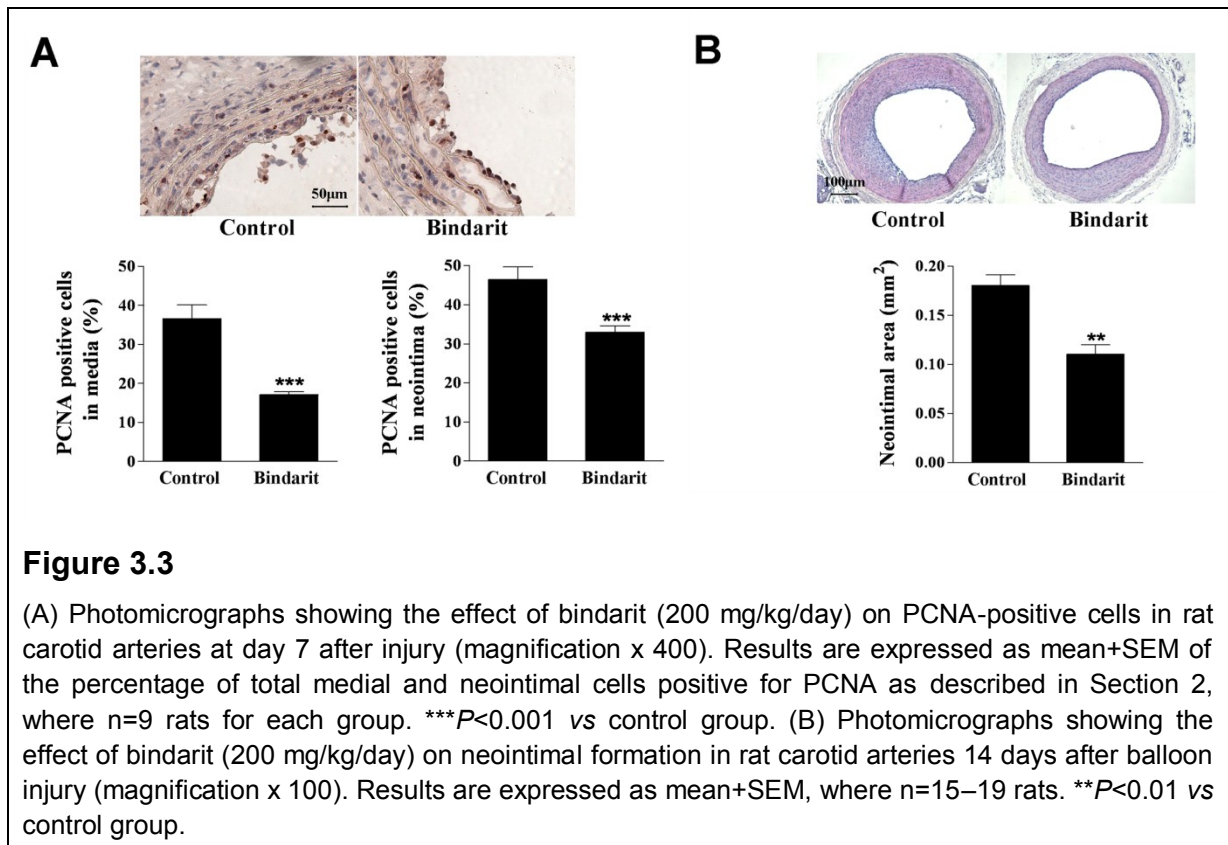 A
B
50µm
100µm
Control Bindarit
Control Bindarit
PCNA positive cells
in media (%)
50
40
30
20
10
0
***
Control Bindarit
PCNA positive cells
in neointima (%)
50
40
30
20
10
0
***
Control Bindarit
Neointimal area (mm²)
0.20
0.15
0.10
0.05
0.00
**
Control Bindarit
Figure 3.3
(A) Photomicrographs showing the effect of bindarit (200 mg/kg/day) on PCNA-positive cells in rat
carotid arteries at day 7 after injury (magnification x 400). Results are expressed as mean+SEM of
the percentage of total medial and neointimal cells positive for PCNA as described in Section 2,
where n=9 rats for each group. ***P<0.001 vs control group. (B) Photomicrographs showing the
effect of bindarit (200 mg/kg/day) on neointimal formation in rat carotid arteries 14 days after balloon
injury (magnification x 100). Results are expressed as mean+SEM, where n=15–19 rats. **P<0.01 vs
control group.